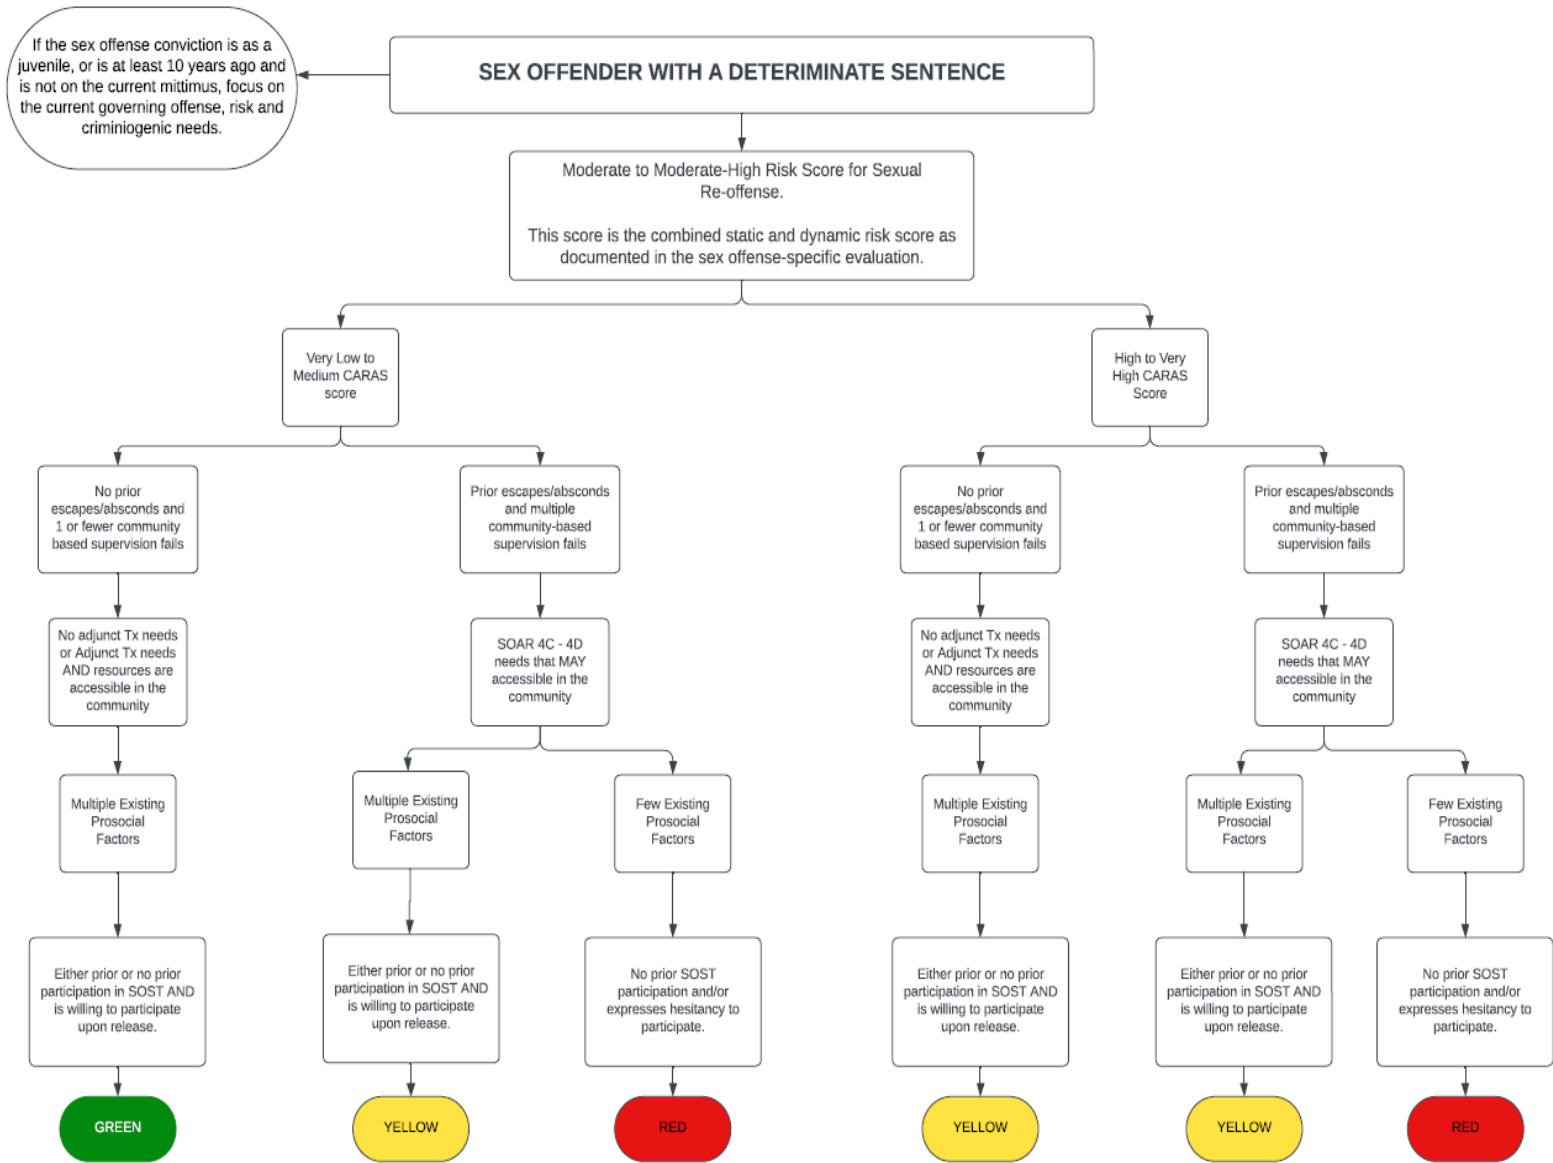 If the sex offense conviction is as a
juvenile, or is at least 10 years ago and
is not on the current mittimus, focus on
the current governing offense, risk and
criminiogenic needs.
SEX OFFENDER WITH A DETERIMINATE SENTENCE
Moderate to Moderate-High Risk Score for Sexual
Re-offense.
This score is the combined static and dynamic risk score as
documented in the sex offense-specific evaluation.
Very Low to
Medium CARAS
score
High to Very
High CARAS
Score
No prior
escapes/absconds and
1 or fewer community
based supervision fails
Prior escapes/absconds
and multiple
community-based
supervision fails
No prior
escapes/absconds and
1 or fewer community
based supervision fails
Prior escapes/absconds
and multiple
community-based
supervision fails
No adjunct Tx needs
or Adjunct Tx needs
AND resources are
accessible in the
community
SOAR 4C - 4D
needs that MAY
accessible in the
community
No adjunct Tx needs
or Adjunct Tx needs
AND resources are
accessible in the
community
SOAR 4C - 4D
needs that MAY
accessible in the
community
Multiple Existing
Prosocial
Factors
Multiple Existing
Prosocial
Factors
Few Existing
Prosocial
Factors
Multiple Existing
Prosocial
Factors
Multiple Existing
Prosocial
Factors
Few Existing
Prosocial
Factors
Either prior or no prior
participation in SOST AND
is willing to participate
upon release.
Either prior or no prior
participation in SOST AND
is willing to participate
upon release.
No prior SOST
participation and/or
expresses hesitancy to
participate.
Either prior or no prior
participation in SOST AND
is willing to participate
upon release.
Either prior or no prior
participation in SOST AND
is willing to participate
upon release.
No prior SOST
participation and/or
expresses hesitancy to
participate.
GREEN
YELLOW
RED
YELLOW
YELLOW
RED